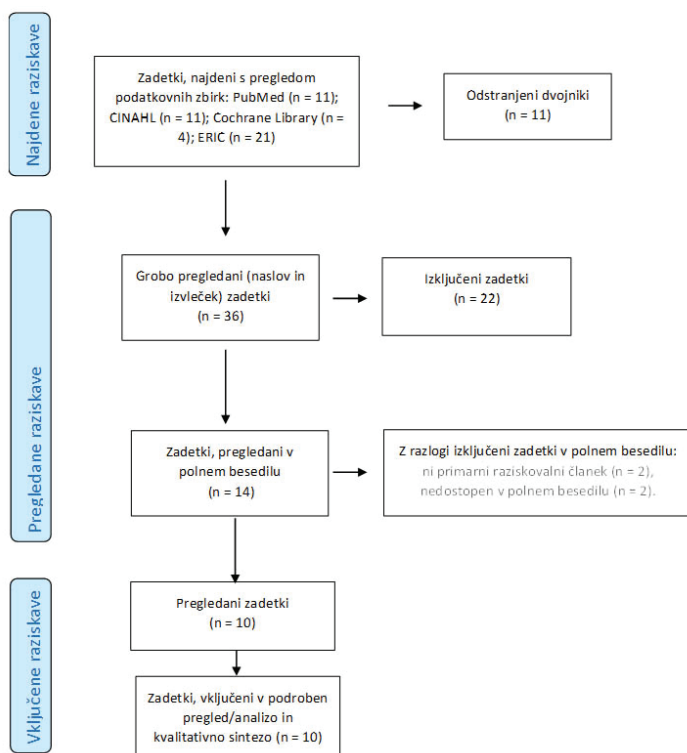 Najdene raziskave
Zadetki, najdeni s pregledom
podatkovnih zbirk: PubMed (n = 11);
CINAHL (n = 11); Cochrane Library (n =
4); ERIC (n = 21)
Odstranjeni dvojniki
(n = 11)
Pregledane raziskave
Grobo pregledani (naslov in
izvleček) zadetki
(n = 36)
Izključeni zadetki
(n = 22)
Zadetki, pregledani v
polnem besedilu
(n = 14)
Z razlogi izključeni zadetki v polnem besedilu:
ni primarni raziskovalni članek (n = 2),
nedostopen v polnem besedilu (n = 2).
Vključene raziskave
Pregledani zadetki
(n = 10)
Zadetki, vključeni v podroben
pregled/analizo in
kvalitativno sintezo (n = 10)